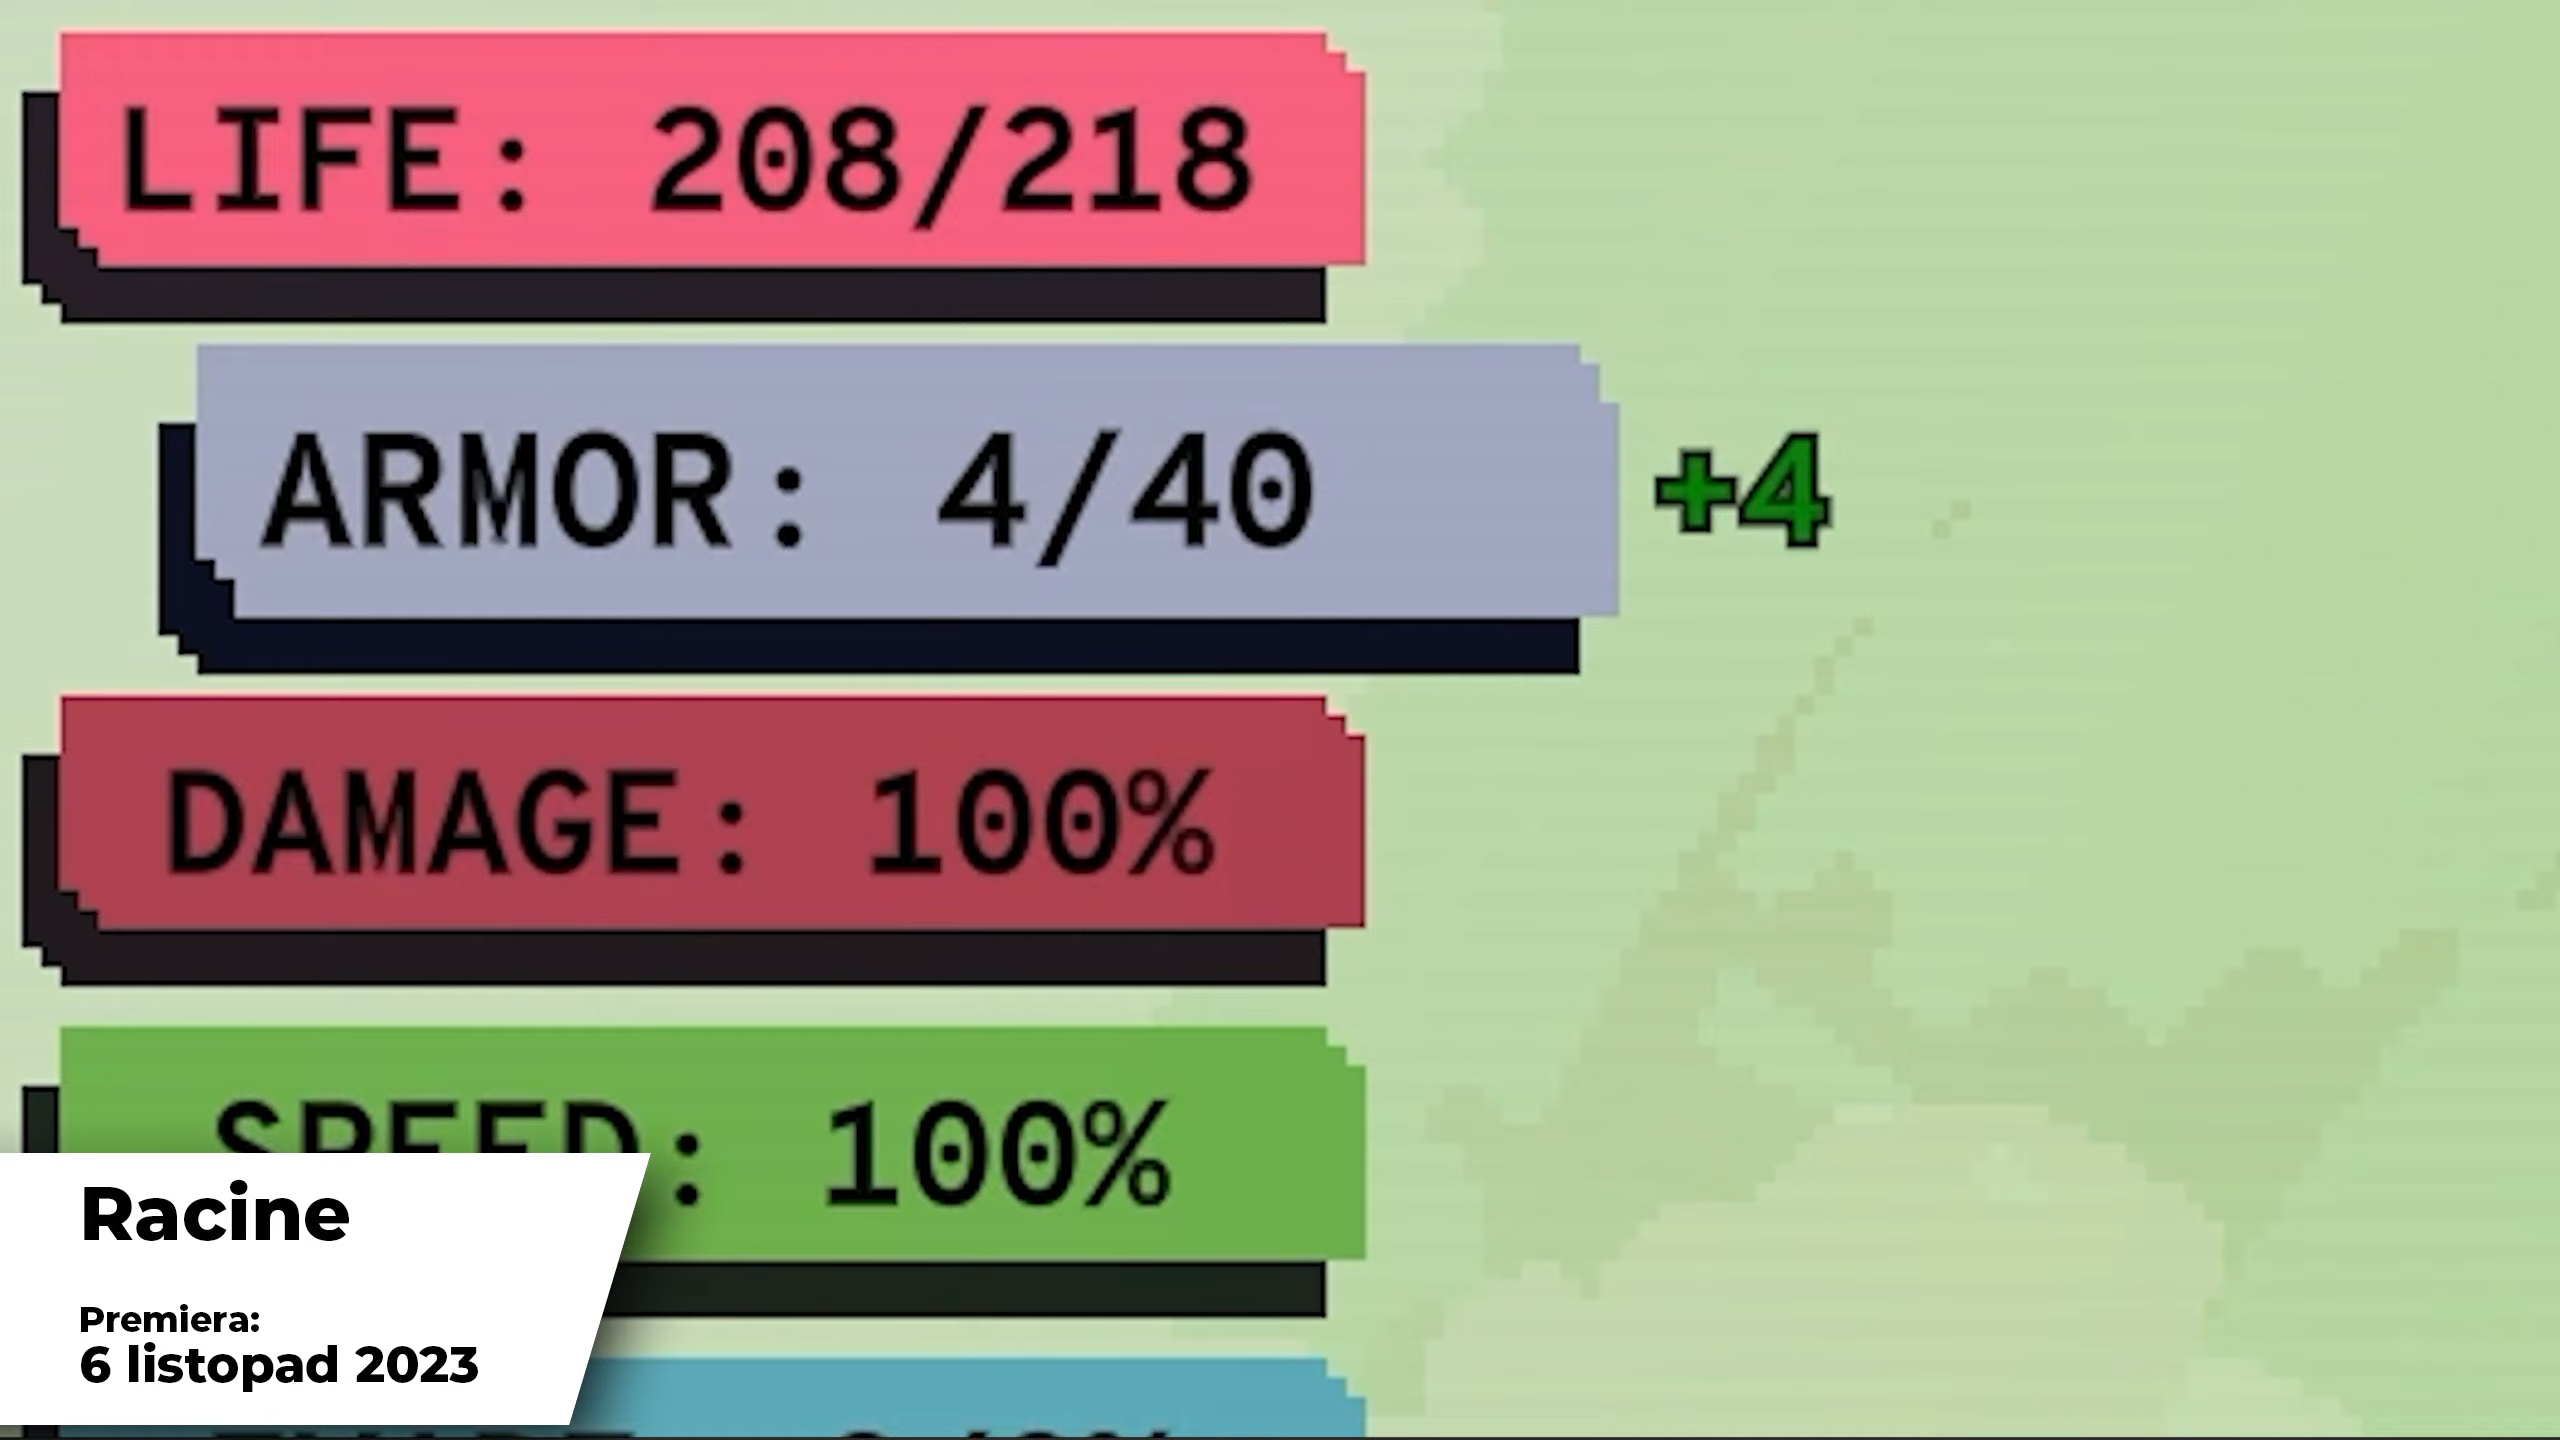 LIFE: 208/218
ARMOR: 4/40 +4
DAMAGE: 100%
SPEED: 100%
Racine
Premiera:
6 listopad 2023